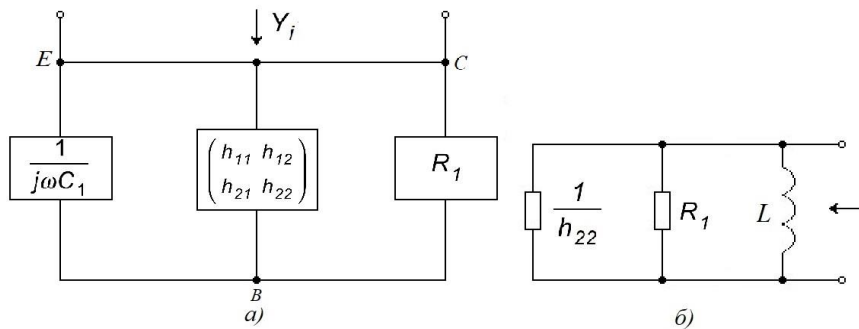 Y_i
E
C
1
jωC_1
h_11 h_12
h_21 h_22
R_1
B
а)
1
h_22
R_1
L
б)